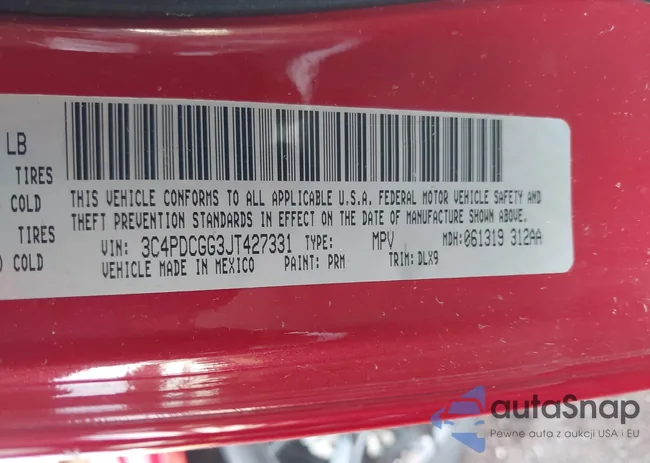 LB
TIRES
COLD
TIRES
COLD
THIS VEHICLE CONFORMS TO ALL APPLICABLE U.S.A. FEDERAL MOTOR VEHICLE SAFETY AND
THEFT PREVENTION STANDARDS IN EFFECT ON THE DATE OF MANUFACTURE SHOWN ABOVE.
VIN: 3C4PDCGG3JT427331 TYPE: MPV MDH:061319 312AA
VEHICLE MADE IN MEXICO PAINT: PRM TRIM: DLX9
autaSnap
Pewne auta z aukcji USA i EU